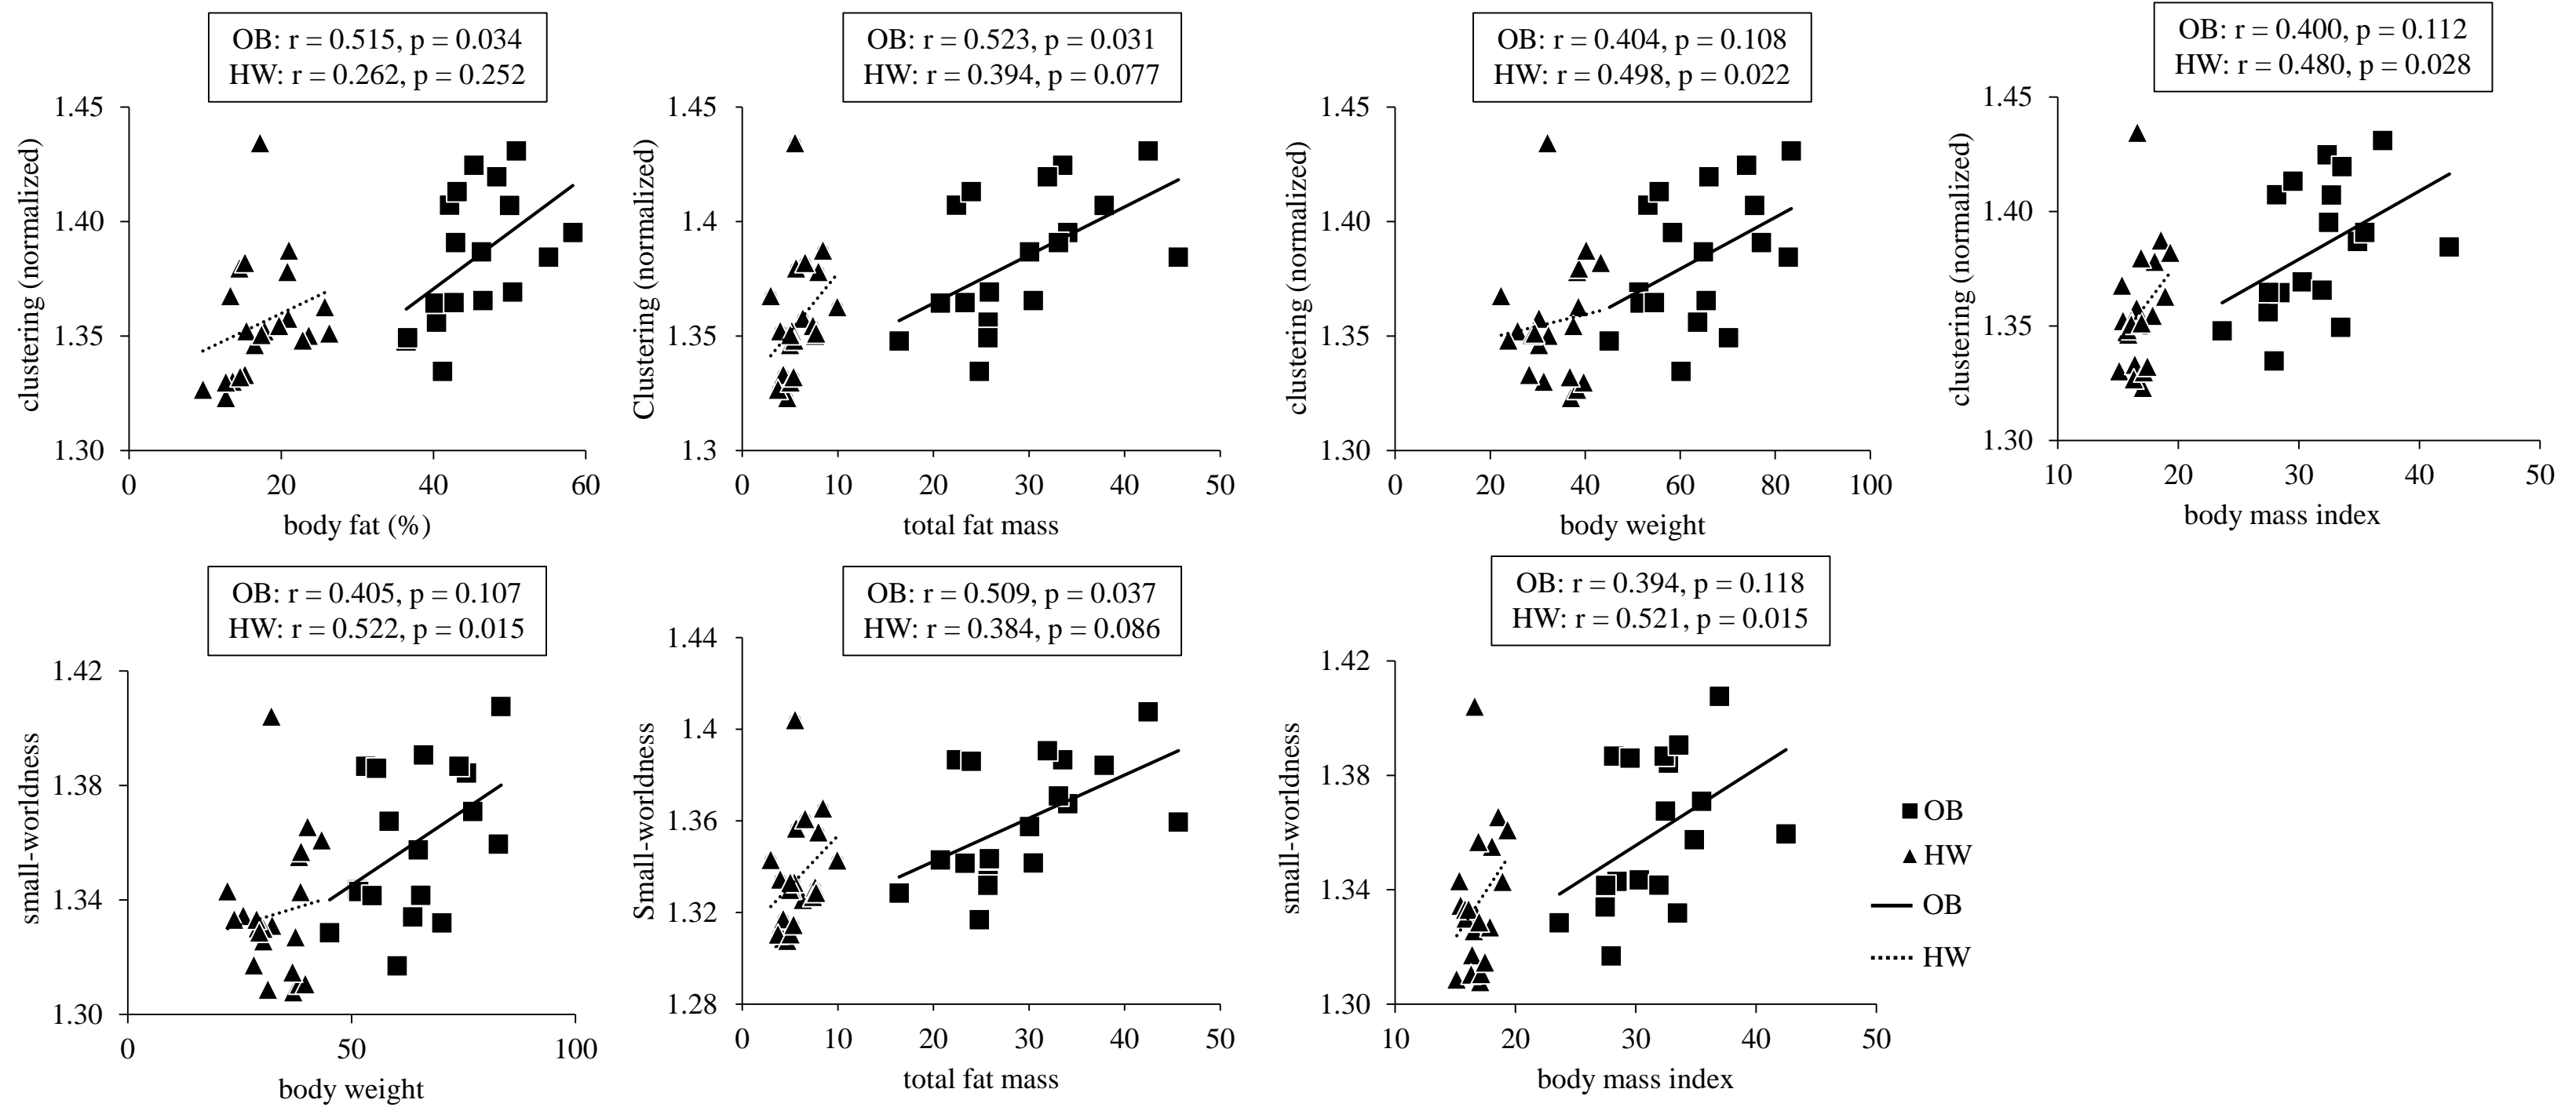 OB: r = 0.515, p = 0.034
HW: r = 0.262, p = 0.252
clustering (normalized)
1.45
1.40
1.35
1.30
0 20 40 60
body fat (%)
OB: r = 0.523, p = 0.031
HW: r = 0.394, p = 0.077
Clustering (normalized)
1.45
1.4
1.35
1.3
0 10 20 30 40 50
total fat mass
OB: r = 0.404, p = 0.108
HW: r = 0.498, p = 0.022
clustering (normalized)
1.45
1.40
1.35
1.30
0 20 40 60 80 100
body weight
OB: r = 0.400, p = 0.112
HW: r = 0.480, p = 0.028
clustering (normalized)
1.45
1.40
1.35
1.30
10 20 30 40 50
body mass index
OB: r = 0.405, p = 0.107
HW: r = 0.522, p = 0.015
small-worldness
1.42
1.38
1.34
1.30
0 50 100
body weight
OB: r = 0.509, p = 0.037
HW: r = 0.384, p = 0.086
Small-worldness
1.44
1.4
1.36
1.32
1.28
0 10 20 30 40 50
total fat mass
OB: r = 0.394, p = 0.118
HW: r = 0.521, p = 0.015
small-worldness
1.42
1.38
1.34
1.30
10 20 30 40 50
body mass index
OB
HW
OB
HW